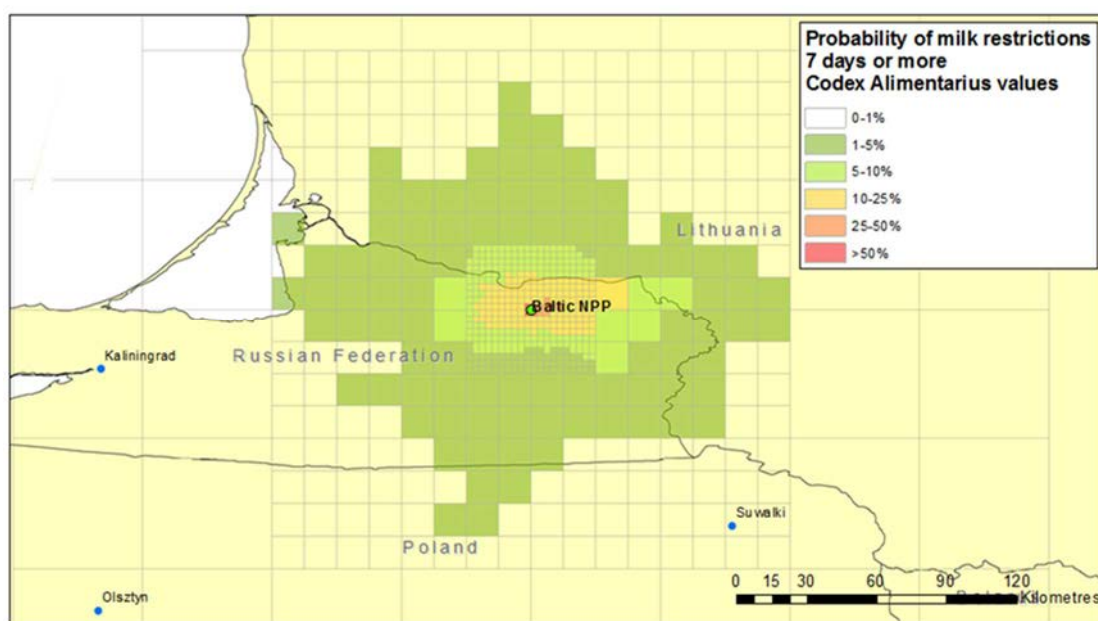 Probability of milk restrictions
7 days or more
Codex Alimentarius values
0-1%
1-5%
5-10%
10-25%
25-50%
>50%
Lithuania
Baltic NPP
Russian Federation
Kaliningrad
Suwalki
Poland
0 15 30 60 90 120
Kilometres
Olsztyn